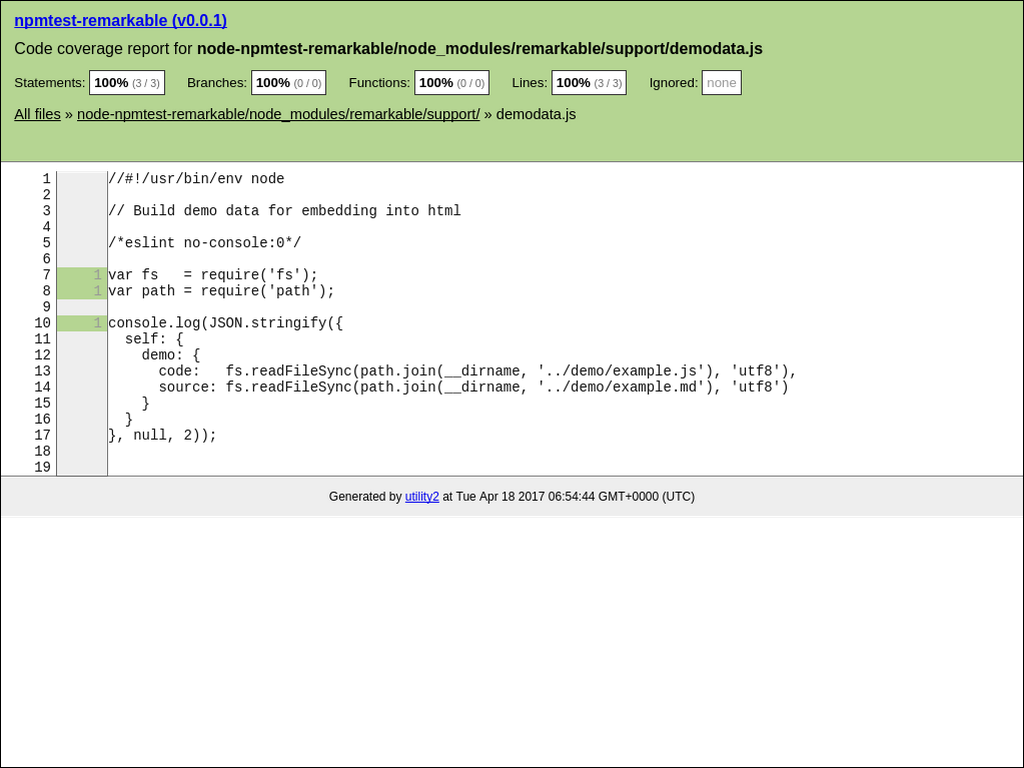 npmtest-remarkable (v0.0.1)
Code coverage report for node-npmtest-remarkable/node_modules/remarkable/support/demodata.js
Statements: 100% (3 / 3) Branches: 100% (0 / 0) Functions: 100% (0 / 0) Lines: 100% (3 / 3) Ignored: none
All files » node-npmtest-remarkable/node_modules/remarkable/support/ » demodata.js
1 //#!/usr/bin/env node
2
3 // Build demo data for embedding into html
4
5 /*eslint no-console:0*/
6
7 1 var fs   = require('fs');
8 1 var path = require('path');
9
10 1 console.log(JSON.stringify({
11   self: {
12     demo: {
13       code:   fs.readFileSync(path.join(__dirname, '../demo/example.js'), 'utf8'),
14       source: fs.readFileSync(path.join(__dirname, '../demo/example.md'), 'utf8')
15     }
16   }
17 }, null, 2));
18
19
Generated by utility2 at Tue Apr 18 2017 06:54:44 GMT+0000 (UTC)